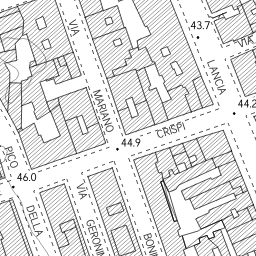 VIA
43.7
VIA
LANCIA
MARIANO
44.2
CRISPI
44.9
PICO
46.0
VIA
DELLA
GERONI
BONI